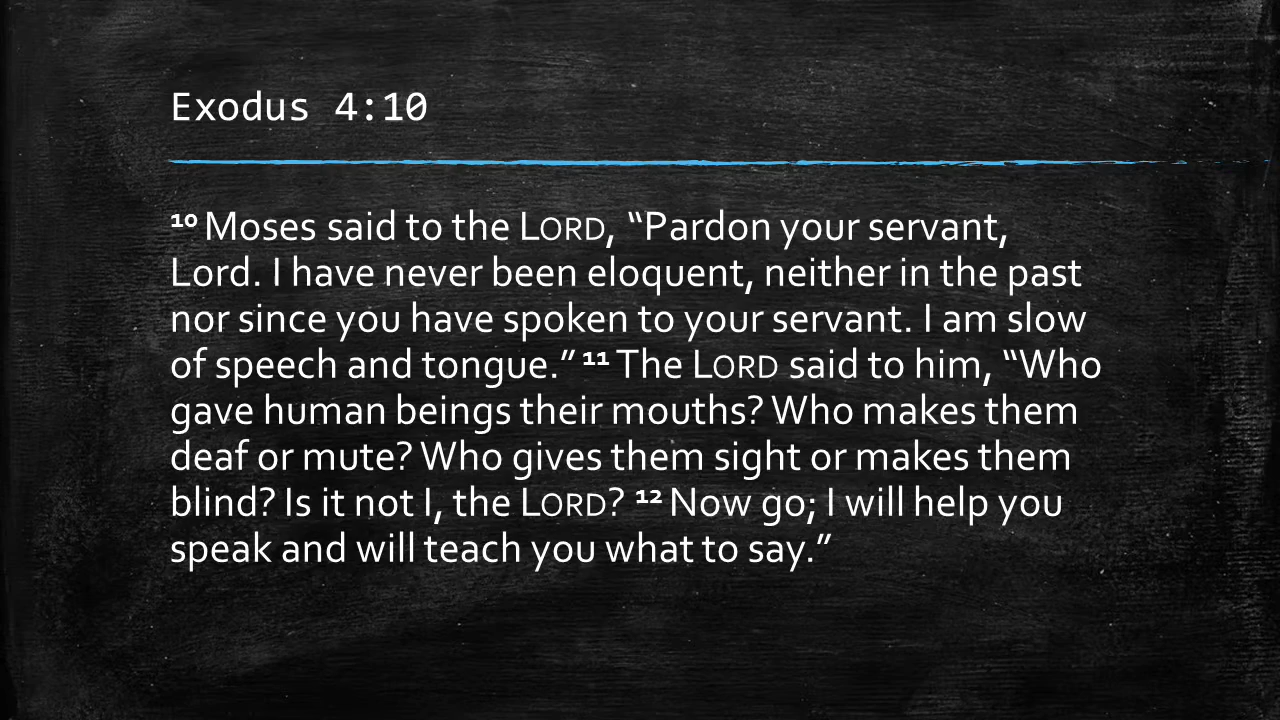 Exodus 4:10
¹⁰ Moses said to the LORD, “Pardon your servant,
Lord. I have never been eloquent, neither in the past
nor since you have spoken to your servant. I am slow
of speech and tongue.” ¹¹ The LORD said to him, “Who
gave human beings their mouths? Who makes them
deaf or mute? Who gives them sight or makes them
blind? Is it not I, the LORD? ¹² Now go; I will help you
speak and will teach you what to say.”